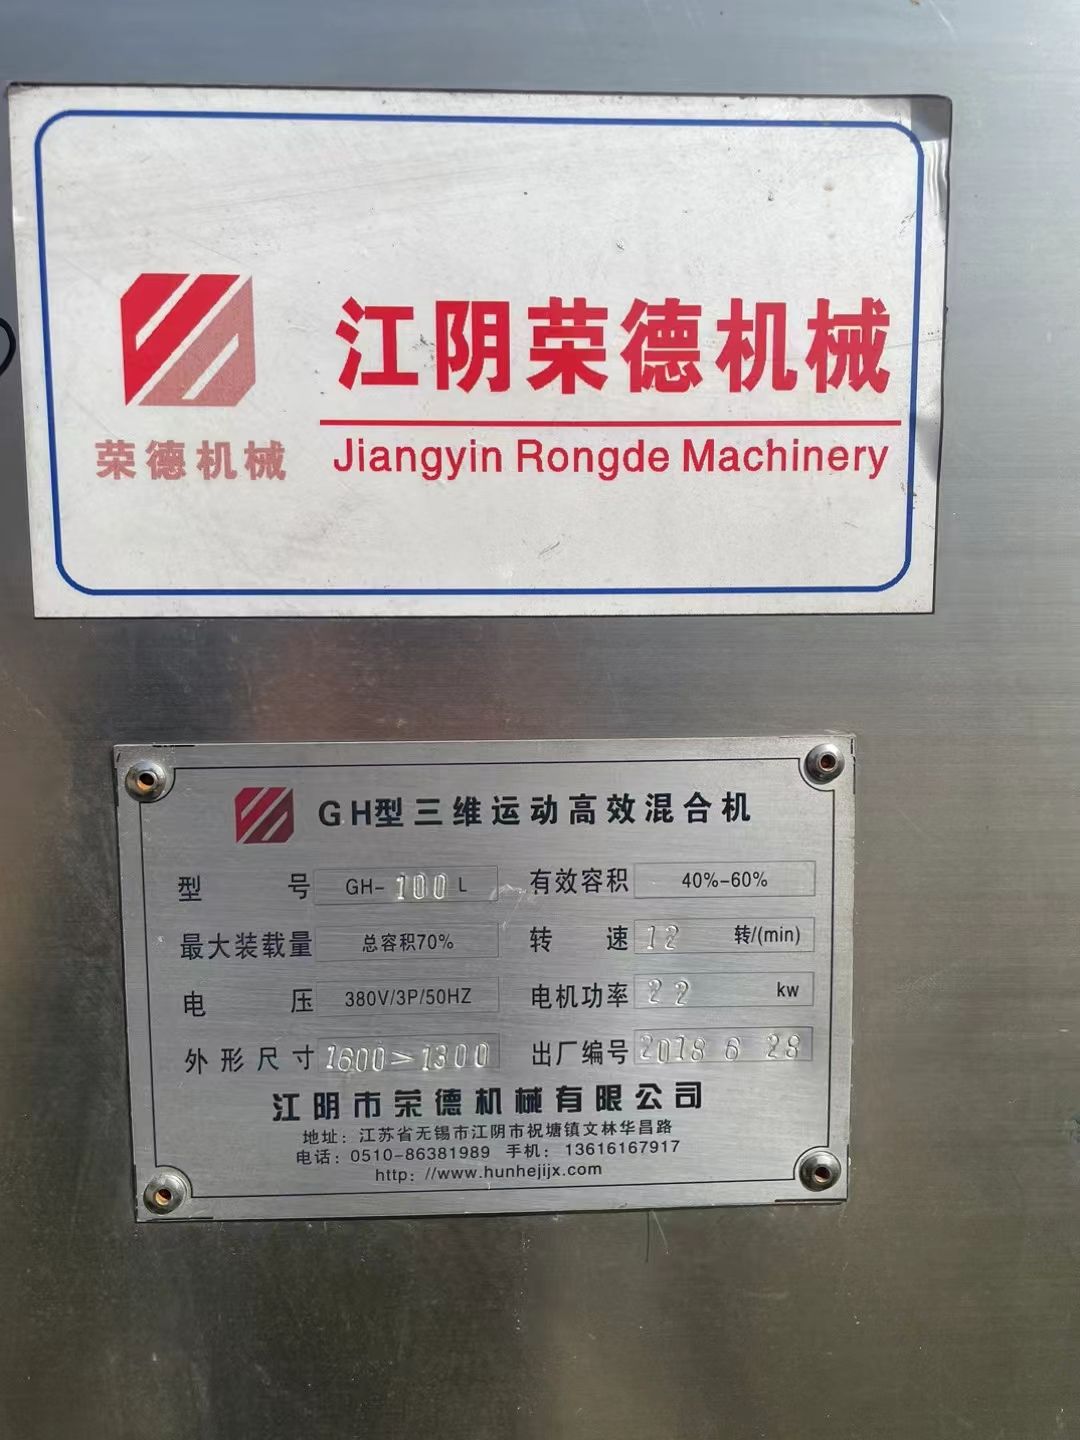 江阴荣德机械
荣德机械
Jiangyin Rongde Machinery
GH型三维运动高效混合机
型 号 GH-100 L 有效容积 40%-60%
最大装载量 总容积70% 转 速 12 转/(min)
电 压 380V/3P/50HZ 电机功率 22 kw
外形尺寸 1600>1300 出厂编号 2018 6 28
江阴市荣德机械有限公司
地址：江苏省无锡市江阴市祝塘镇文林华昌路
电话：0510-86381989 手机：13616167917
http：//www.hunhejijx.com